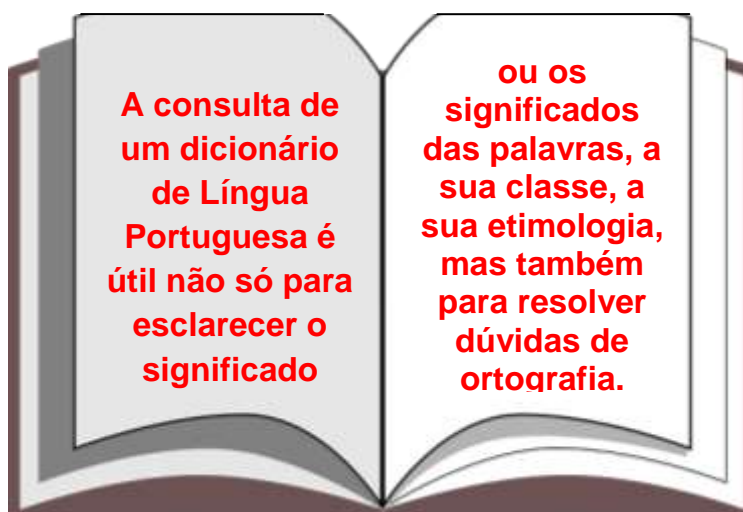 A consulta de
um dicionário
de Língua
Portuguesa é
útil não só para
esclarecer o
significado
ou os
significados
das palavras, a
sua classe, a
sua etimologia,
mas também
para resolver
dúvidas de
ortografia.